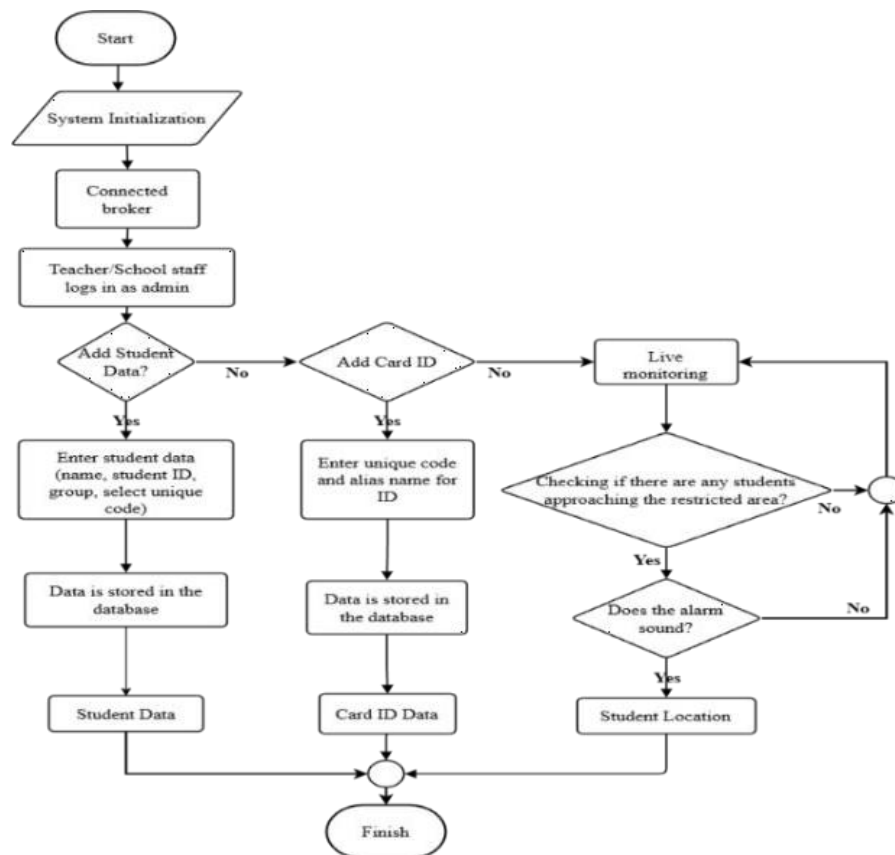 Start
System Initialization
Connected
broker
Teacher/School staff
logs in as admin
Add Student
Data?
No
Yes
Add Card ID
No
Yes
Live
monitoring
Enter student data
(name, student ID,
group, select unique
code)
Enter unique code
and alias name for
ID
Checking if there are any students
approaching the restricted area?
No
Yes
Data is stored in the
database
Data is stored in
the database
Does the alarm
sound?
No
Yes
Student Data
Card ID Data
Student Location
Finish